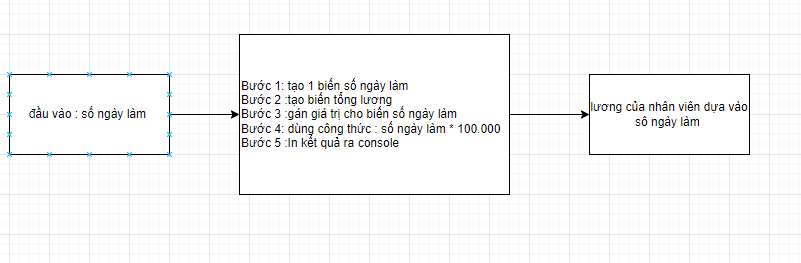 đầu vào : số ngày làm
Bước 1: tạo 1 biến số ngày làm
Bước 2 :tạo biến tổng lương
Bước 3 :gán giá trị cho biến số ngày làm
Bước 4: dùng công thức : số ngày làm * 100.000
Bước 5 :In kết quả ra console
lương của nhân viên dựa vào
số ngày làm